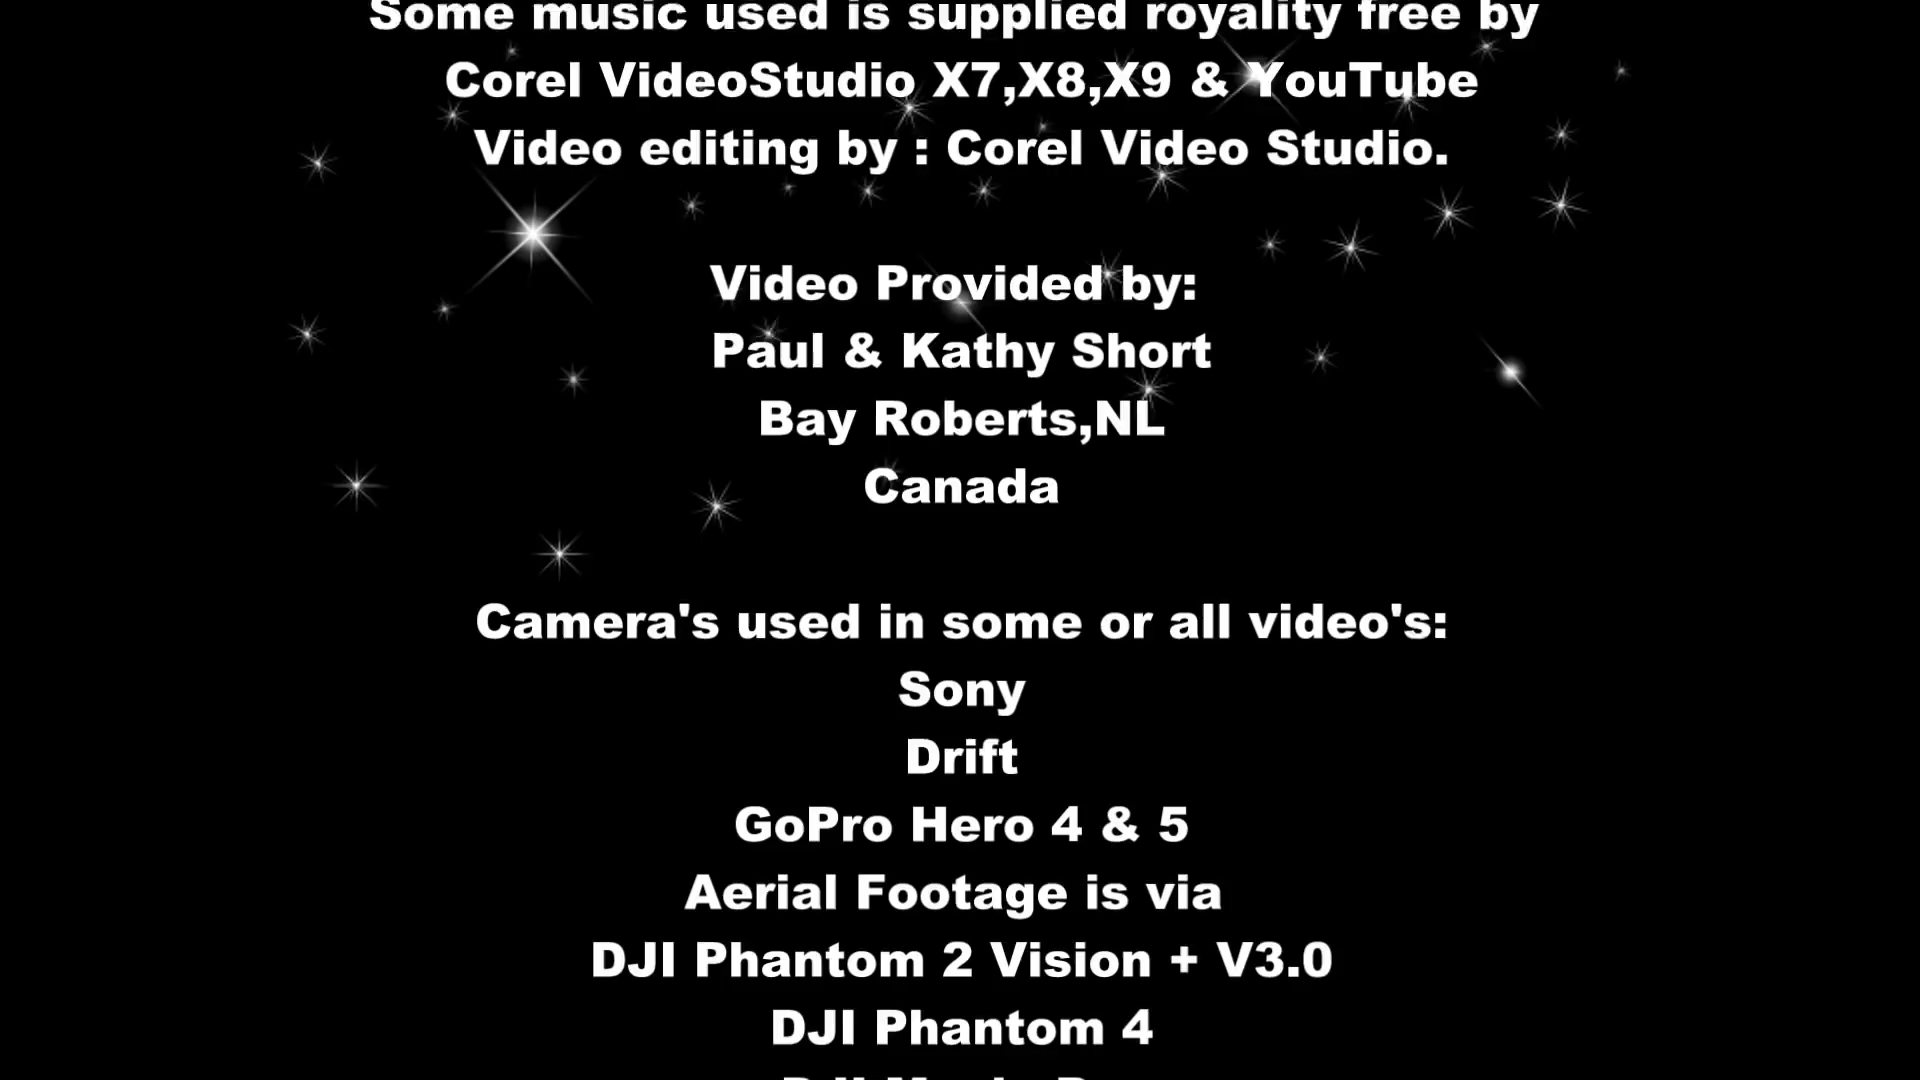 Some music used is supplied royality free by
Corel VideoStudio X7,X8,X9 & YouTube
Video editing by : Corel Video Studio.
Video Provided by:
Paul & Kathy Short
Bay Roberts,NL
Canada
Camera's used in some or all video's:
Sony
Drift
GoPro Hero 4 & 5
Aerial Footage is via
DJI Phantom 2 Vision + V3.0
DJI Phantom 4